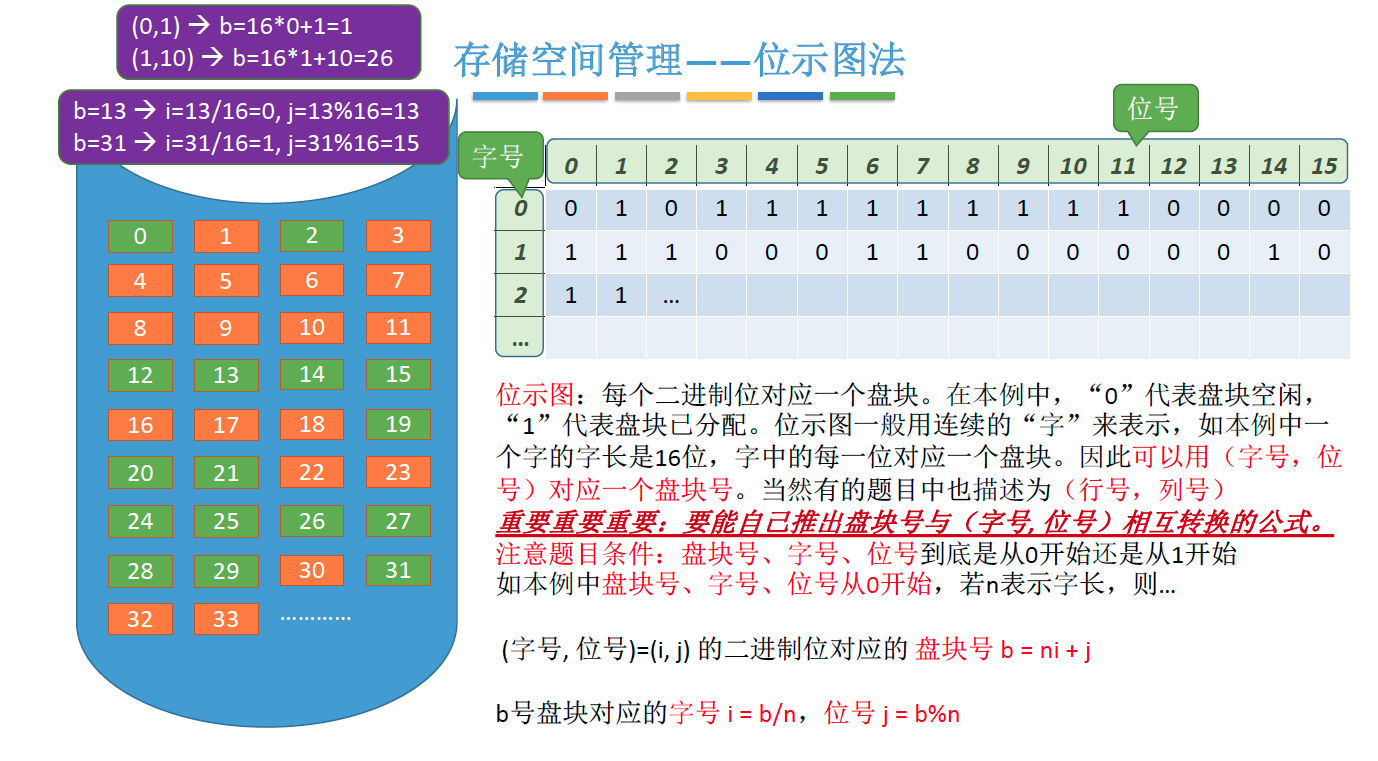 (0,1) → b=16*0+1=1
(1,10) → b=16*1+10=26
存储空间管理——位示图法
b=13 → i=13/16=0, j=13%16=13
b=31 → i=31/16=1, j=31%16=15
位号
字号
0 1 2 3 4 5 6 7 8 9 10 11 12 13 14 15
0 0 1 0 1 1 1 1 1 1 1 1 1 0 0 0 0
1 1 1 1 0 0 0 1 1 0 0 0 0 0 0 1 0
2 1 1 …
…
0 1 2 3
4 5 6 7
8 9 10 11
12 13 14 15
16 17 18 19
20 21 22 23
24 25 26 27
28 29 30 31
32 33 …………
位示图：每个二进制位对应一个盘块。在本例中，“0”代表盘块空闲，
“1”代表盘块已分配。位示图一般用连续的“字”来表示，如本例中一
个字的字长是16位，字中的每一位对应一个盘块。因此可以用（字号，位
号）对应一个盘块号。当然有的题目中也描述为（行号，列号）
重要重要重要：要能自己推出盘块号与（字号, 位号）相互转换的公式。
注意题目条件：盘块号、字号、位号到底是从0开始还是从1开始
如本例中盘块号、字号、位号从0开始，若n表示字长，则…
(字号, 位号)=(i, j) 的二进制位对应的 盘块号 b = ni + j
b号盘块对应的字号 i = b/n，位号 j = b%n